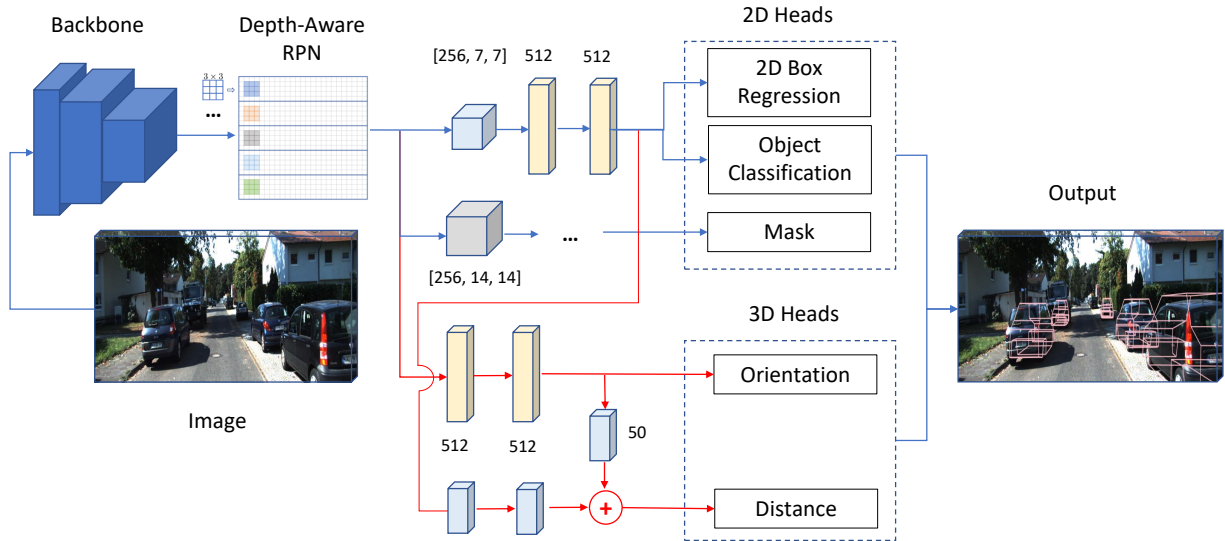 Backbone
Depth-Aware
RPN
3 × 3
...
[256, 7, 7]
512
512
2D Heads
2D Box
Regression
Object
Classification
Mask
...
[256, 14, 14]
Image
Output
3D Heads
Orientation
512
512
50
+
Distance